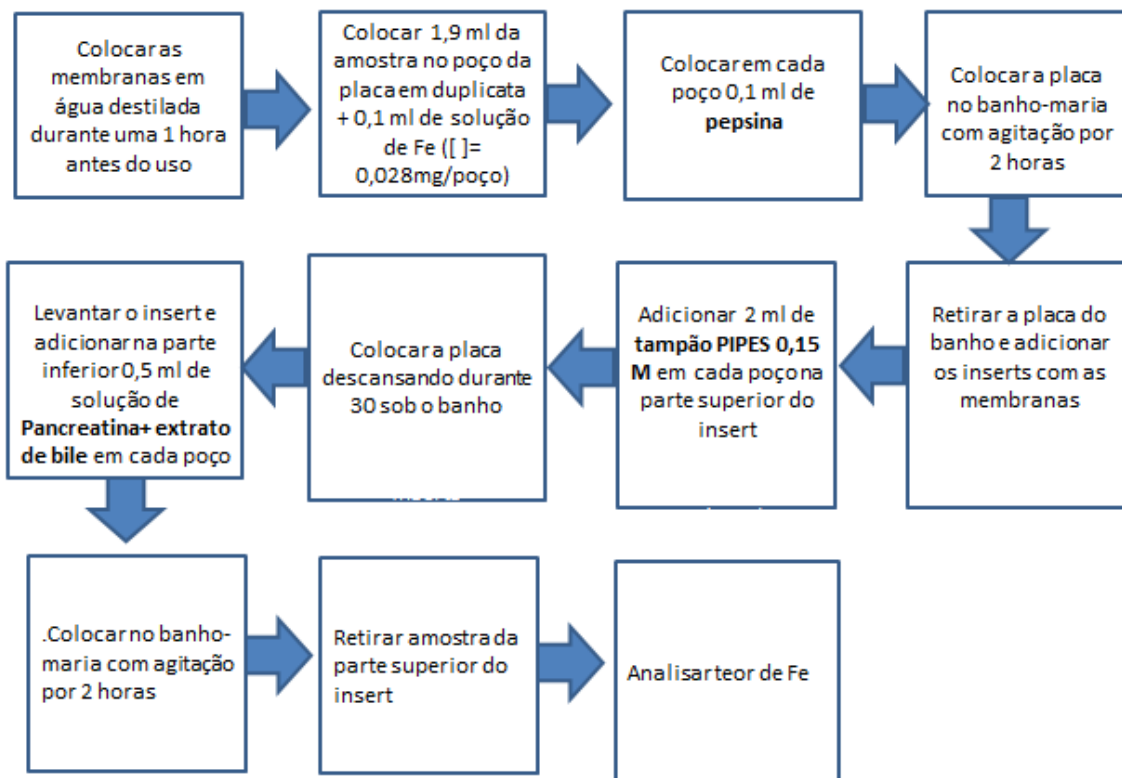 Colocar as
membranas em
água destilada
durante uma 1 hora
antes do uso
Colocar 1,9 ml da
amostra no poço da
placa em duplicata
+ 0,1 ml de solução
de Fe ([ ]=
0,028mg/poço)
Colocar em cada
poço 0,1 ml de
pepsina
Colocar a placa
no banho-maria
com agitação por
2 horas
Retirar a placa do
banho e adicionar
os inserts com as
membranas
Adicionar 2 ml de
tampão PIPES 0,15
M em cada poço na
parte superior do
insert
Colocar a placa
descansando durante
30 sob o banho
Levantar o insert e
adicionar na parte
inferior 0,5 ml de
solução de
Pancreatina+ extrato
de bile em cada poço
.Colocar no banho-
maria com agitação
por 2 horas
Retirar amostra da
parte superior do
insert
Analisar teor de Fe